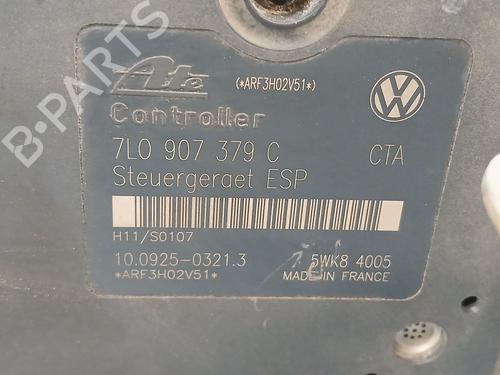 B-PARTS
Ate (*ARF3H02V51*)
Controller
7L0 907 379 C CTA
Steuergeraet ESP
H11/S0107
10.0925-0321.3 5WK8 4005
*ARF3H02V51* MADE IN FRANCE